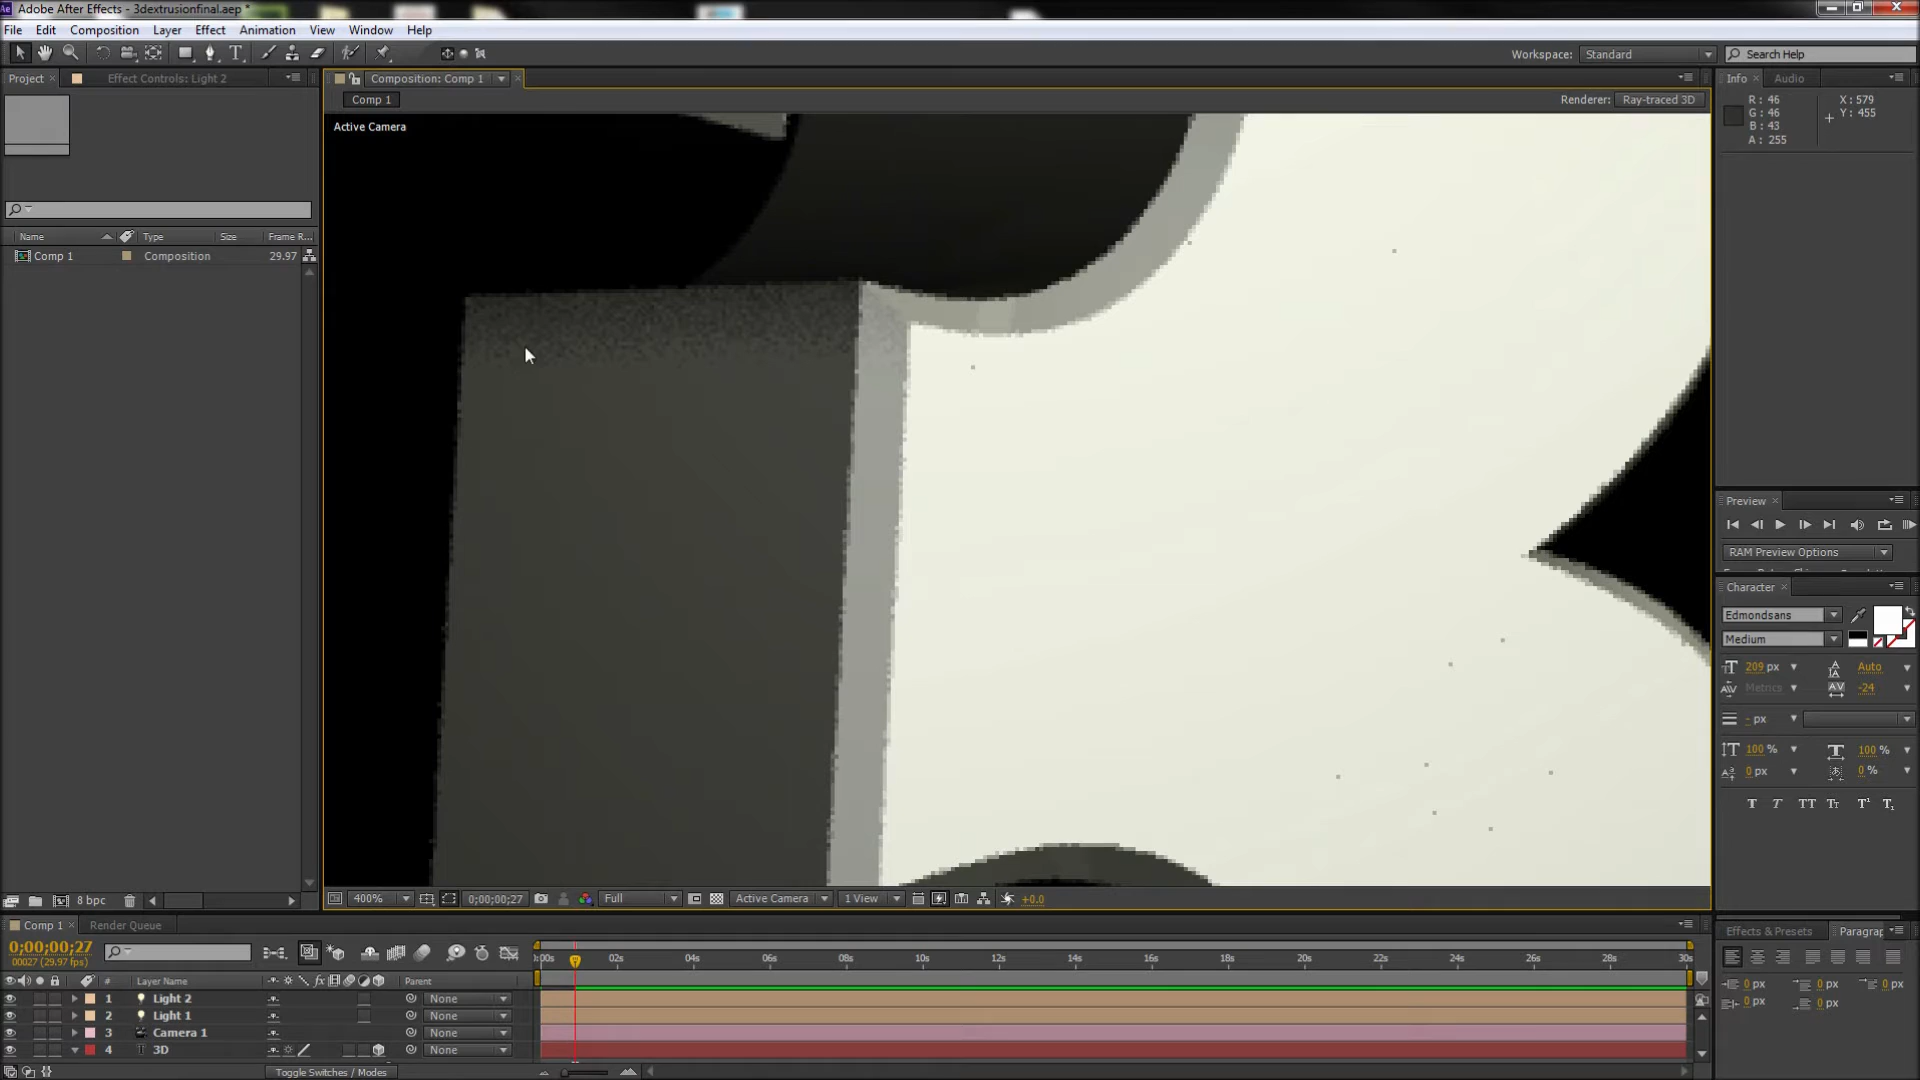 Adobe After Effects - 3dextrusionfinal.aep *
File Edit Composition Layer Effect Animation View Window Help
Workspace: Standard Search Help
Project Effect Controls: Light 2 Composition: Comp 1 Info Audio
Comp 1 Renderer: Ray-traced 3D
Active Camera
R: 46 X: 579
G: 46 Y: 455
B: 43
A: 255
Name Type Size Frame R...
Comp 1 Composition 29.97
Preview
RAM Preview Options
Character
Edmondsans
Medium
209 px Auto
Metrics -24
- px
100 % 100 %
0 px 0 %
T T TT Tt T¹ T₁
8 bpc 400% 0;00;00;27 Full Active Camera 1 View +0.0
Comp 1 Render Queue Effects & Presets Paragrap
0;00;00;27
00027 (29.97 fps)
:00s 02s 04s 06s 08s 10s 12s 14s 16s 18s 20s 22s 24s 26s 28s 30s
# Layer Name Parent
1 Light 2 None
2 Light 1 None
3 Camera 1 None
4 T 3D None
0 px 0 px 0 px
0 px 0 px
Toggle Switches / Modes